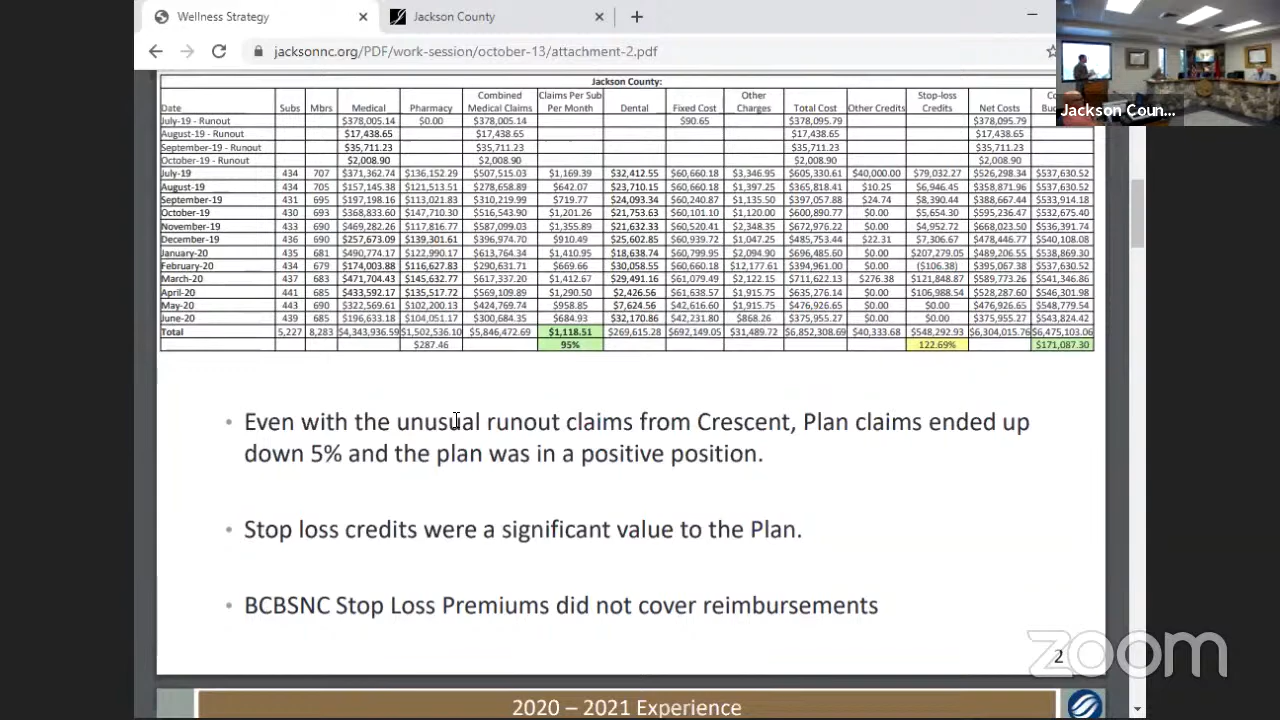 Wellness Strategy
Jackson County
jacksonnc.org/PDF/work-session/october-13/attachment-2.pdf
Jackson Coun...
Jackson County:
Date Subs Mbrs Medical Pharmacy Combined Medical Claims Claims Per Sub Per Month Dental Fixed Cost Other Charges Total Cost Other Credits Stop-loss Credits Net Costs
July-19 - Runout $378,005.14 $0.00 $378,005.14 $90.65 $378,095.79 $378,095.79
August-19 - Runout $17,438.65 $17,438.65 $17,438.65 $17,438.65
September-19 - Runout $35,711.23 $35,711.23 $35,711.23 $35,711.23
October-19 - Runout $2,008.90 $2,008.90 $2,008.90 $2,008.90
July-19 434 707 $371,362.74 $136,152.29 $507,515.03 $1,169.39 $32,412.55 $60,660.18 $3,346.95 $605,330.61 $40,000.00 $79,032.27 $526,298.34 $537,630.52
August-19 434 705 $157,145.38 $121,513.51 $278,658.89 $642.07 $23,710.15 $60,660.18 $1,397.25 $365,818.41 $10.25 $6,946.45 $358,871.96 $537,630.52
September-19 431 695 $197,198.16 $113,021.83 $310,219.99 $719.77 $24,093.34 $60,240.87 $1,135.50 $397,057.88 $24.74 $8,390.44 $388,667.44 $533,914.18
October-19 430 693 $368,833.60 $147,710.30 $516,543.90 $1,201.26 $21,753.63 $60,101.10 $1,120.00 $600,890.77 $0.00 $5,654.30 $595,236.47 $532,675.40
November-19 433 690 $469,282.26 $117,816.77 $587,099.03 $1,355.89 $21,632.33 $60,520.41 $2,348.35 $672,976.22 $0.00 $4,952.72 $668,023.50 $536,391.74
December-19 436 690 $257,673.09 $139,301.61 $396,974.70 $910.49 $25,602.85 $60,939.72 $1,047.25 $485,753.44 $22.31 $7,306.67 $478,446.77 $540,108.08
January-20 435 681 $490,774.17 $122,990.17 $613,764.34 $1,410.95 $18,638.74 $60,799.95 $2,094.90 $696,485.60 $0.00 $207,279.05 $489,206.55 $538,869.30
February-20 434 679 $174,003.88 $116,627.83 $290,631.71 $669.66 $30,058.55 $60,660.18 $12,177.61 $394,961.00 $0.00 ($106.38) $395,067.38 $537,630.52
March-20 437 683 $471,704.43 $145,632.77 $617,337.20 $1,412.67 $29,491.16 $61,079.49 $2,122.15 $711,622.13 $276.38 $121,848.87 $589,773.26 $541,346.86
April-20 441 685 $433,592.17 $135,517.72 $569,109.89 $1,290.50 $2,426.56 $61,638.57 $1,915.75 $635,276.14 $0.00 $106,988.54 $528,287.60 $546,301.98
May-20 443 690 $322,569.61 $102,200.13 $424,769.74 $958.85 $7,624.56 $42,616.60 $1,915.75 $476,926.65 $0.00 $0.00 $476,926.65 $548,779.54
June-20 439 685 $196,633.18 $104,051.17 $300,684.35 $684.93 $32,170.86 $42,231.80 $868.26 $375,955.27 $0.00 $0.00 $375,955.27 $543,824.42
Total 5,227 8,283 $4,343,936.59 $1,502,536.10 $5,846,472.69 $1,118.51 $269,615.28 $692,149.05 $31,489.72 $6,852,308.69 $40,333.68 $548,292.93 $6,304,015.76 $6,475,103.06
$287.46 95% 122.69% $171,087.30
• Even with the unusual runout claims from Crescent, Plan claims ended up
down 5% and the plan was in a positive position.
• Stop loss credits were a significant value to the Plan.
• BCBSNC Stop Loss Premiums did not cover reimbursements
zoom
2
2020 – 2021 Experience